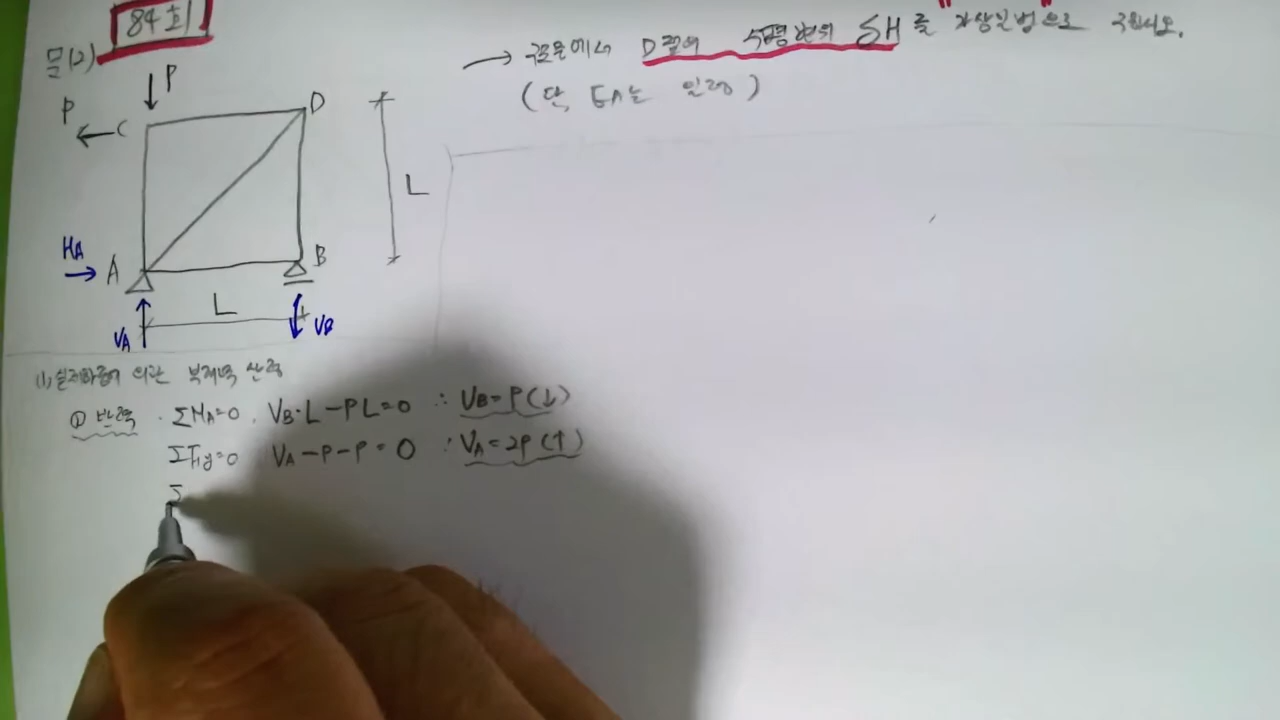 84회
문(2)
→ 구조물에서 D점의 수평변위 δH를 가상일법으로 구하시오.
(단, EA는 일정)
P
P
C
D
L
HA
A
B
L
VA
VB
(1) 실제하중에 의한 부재력 산정
① 반력 · ΣMA=0, VB·L-PL=0 ∴ VB=P(↓)
ΣFy=0 VA-P-P=0 ∴ VA=2P(↑)
Σ